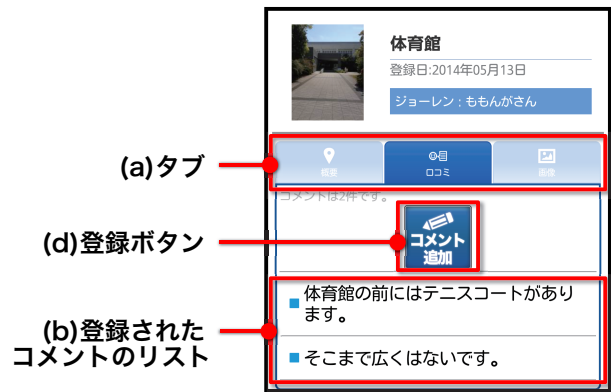 体育館
登録日:2014年05月13日
ジョーレン : ももんがさん
(a)タブ
概要
口コミ
画像
コメントは2件です。
(d)登録ボタン
コメント
追加
(b)登録された
コメントのリスト
体育館の前にはテニスコートがあり
ます。
そこまで広くはないです。